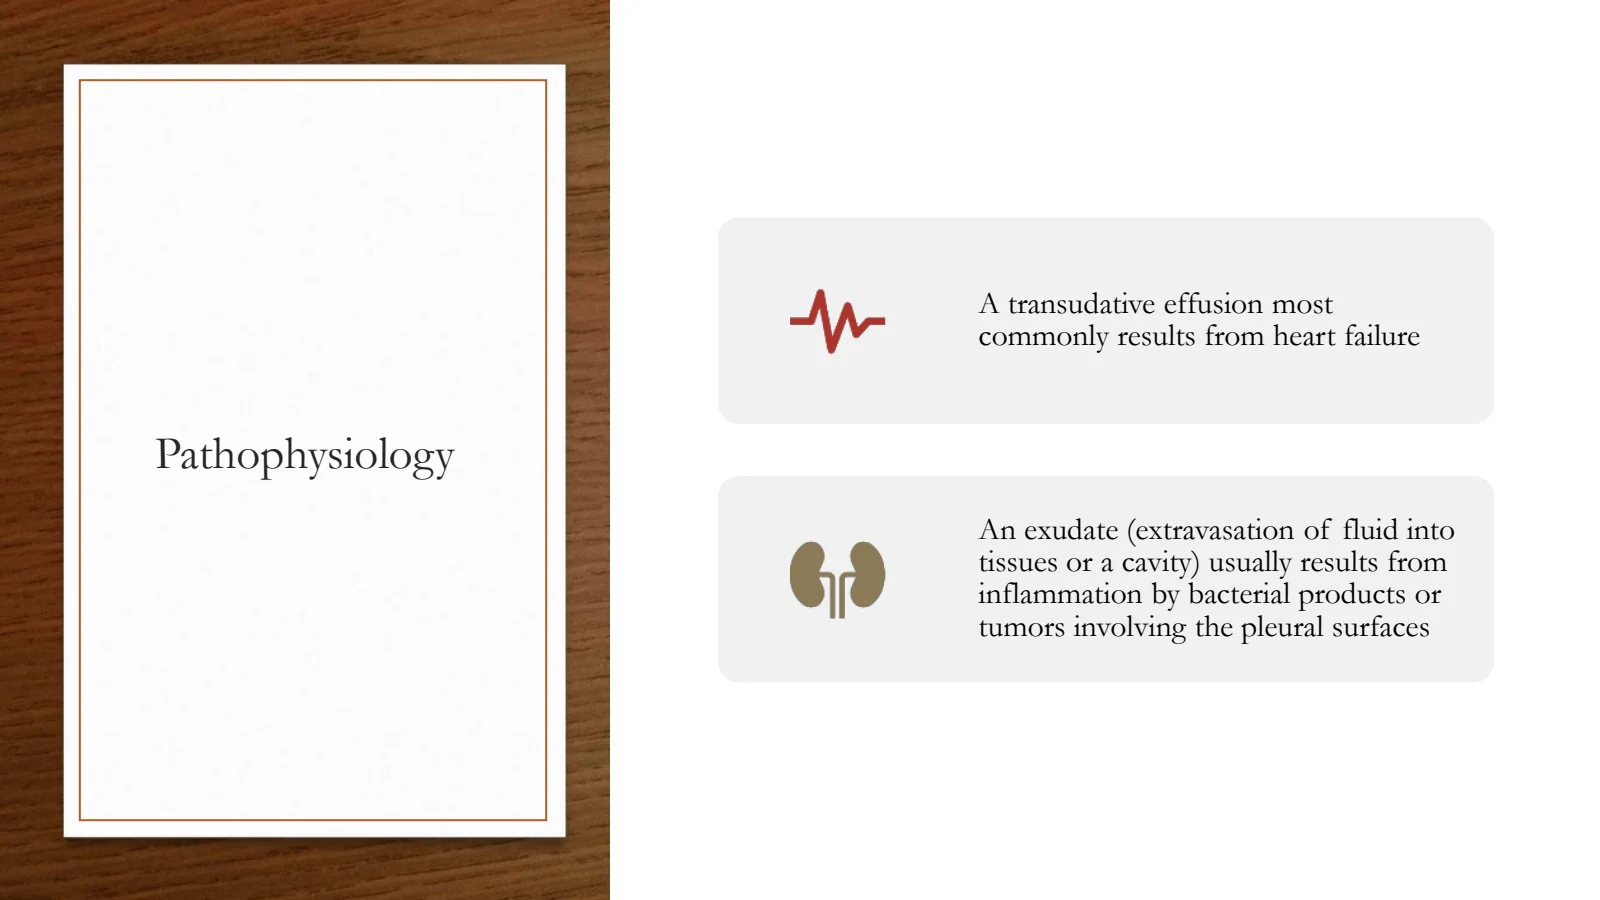 Pathophysiology
A transudative effusion most
commonly results from heart failure
An exudate (extravasation of fluid into
tissues or a cavity) usually results from
inflammation by bacterial products or
tumors involving the pleural surfaces